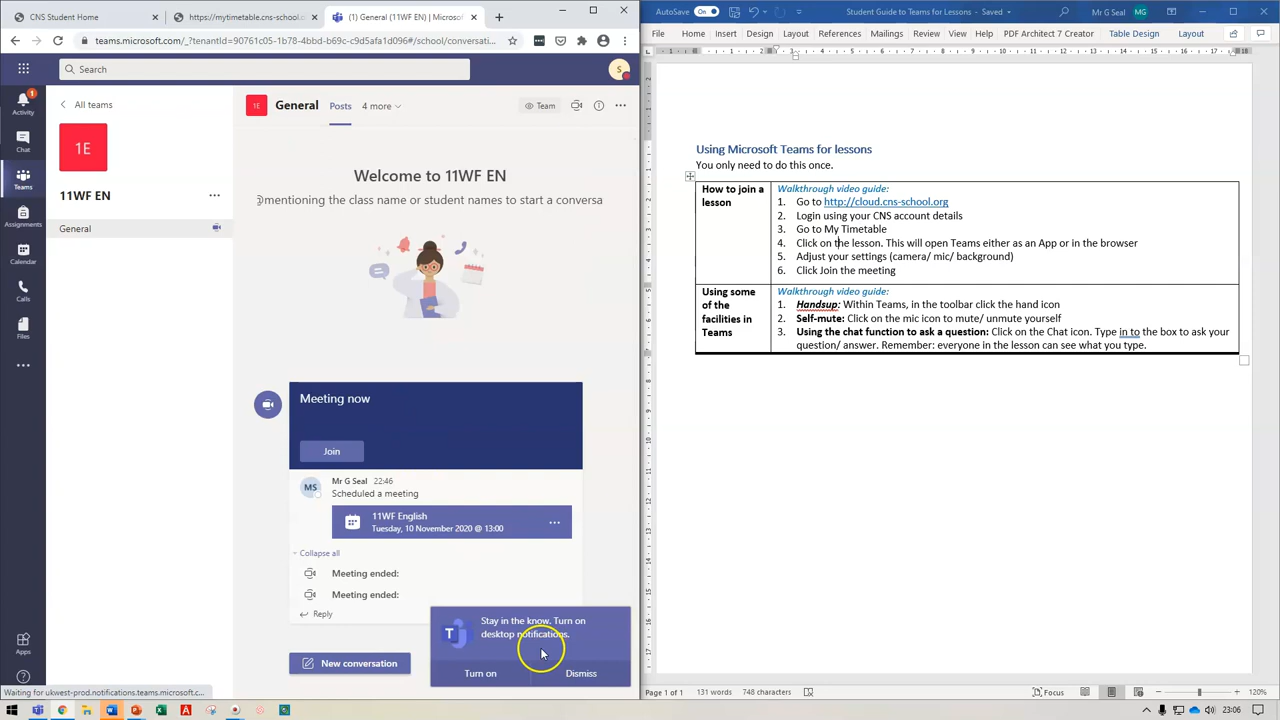 CNS Student Home
https://mytimetable.cns-school.o
(1) General (11WF EN) | Microsof
teams.microsoft.com/_?tenantId=90761c05-1b78-4bbd-b69c-c9d5afa1d096#/school/conversati...
Search
S
1
Activity
Chat
Teams
Assignments
Calendar
Calls
Files
Apps
All teams
1E
11WF EN
General
1E
General
Posts
4 more
Team
Welcome to 11WF EN
@mentioning the class name or student names to start a conversa
Meeting now
Join
MS
Mr G Seal 22:46
Scheduled a meeting
11WF English
Tuesday, 10 November 2020 @ 13:00
Collapse all
Meeting ended:
Meeting ended:
Reply
New conversation
T
Stay in the know. Turn on
desktop notifications.
Turn on
Dismiss
Waiting for ukwest-prod.notifications.teams.microsoft.c...
AutoSave On
Student Guide to Teams for Lessons - Saved
Mr G Seal
MG
File Home Insert Design Layout References Mailings Review View Help PDF Architect 7 Creator Table Design Layout
Using Microsoft Teams for lessons
You only need to do this once.
How to join a
lesson
Walkthrough video guide:
1. Go to http://cloud.cns-school.org
2. Login using your CNS account details
3. Go to My Timetable
4. Click on the lesson. This will open Teams either as an App or in the browser
5. Adjust your settings (camera/ mic/ background)
6. Click Join the meeting
Using some
of the
facilities in
Teams
Walkthrough video guide:
1. Handsup: Within Teams, in the toolbar click the hand icon
2. Self-mute: Click on the mic icon to mute/ unmute yourself
3. Using the chat function to ask a question: Click on the Chat icon. Type in to the box to ask your
question/ answer. Remember: everyone in the lesson can see what you type.
Page 1 of 1 131 words 748 characters
Focus
120%
23:06